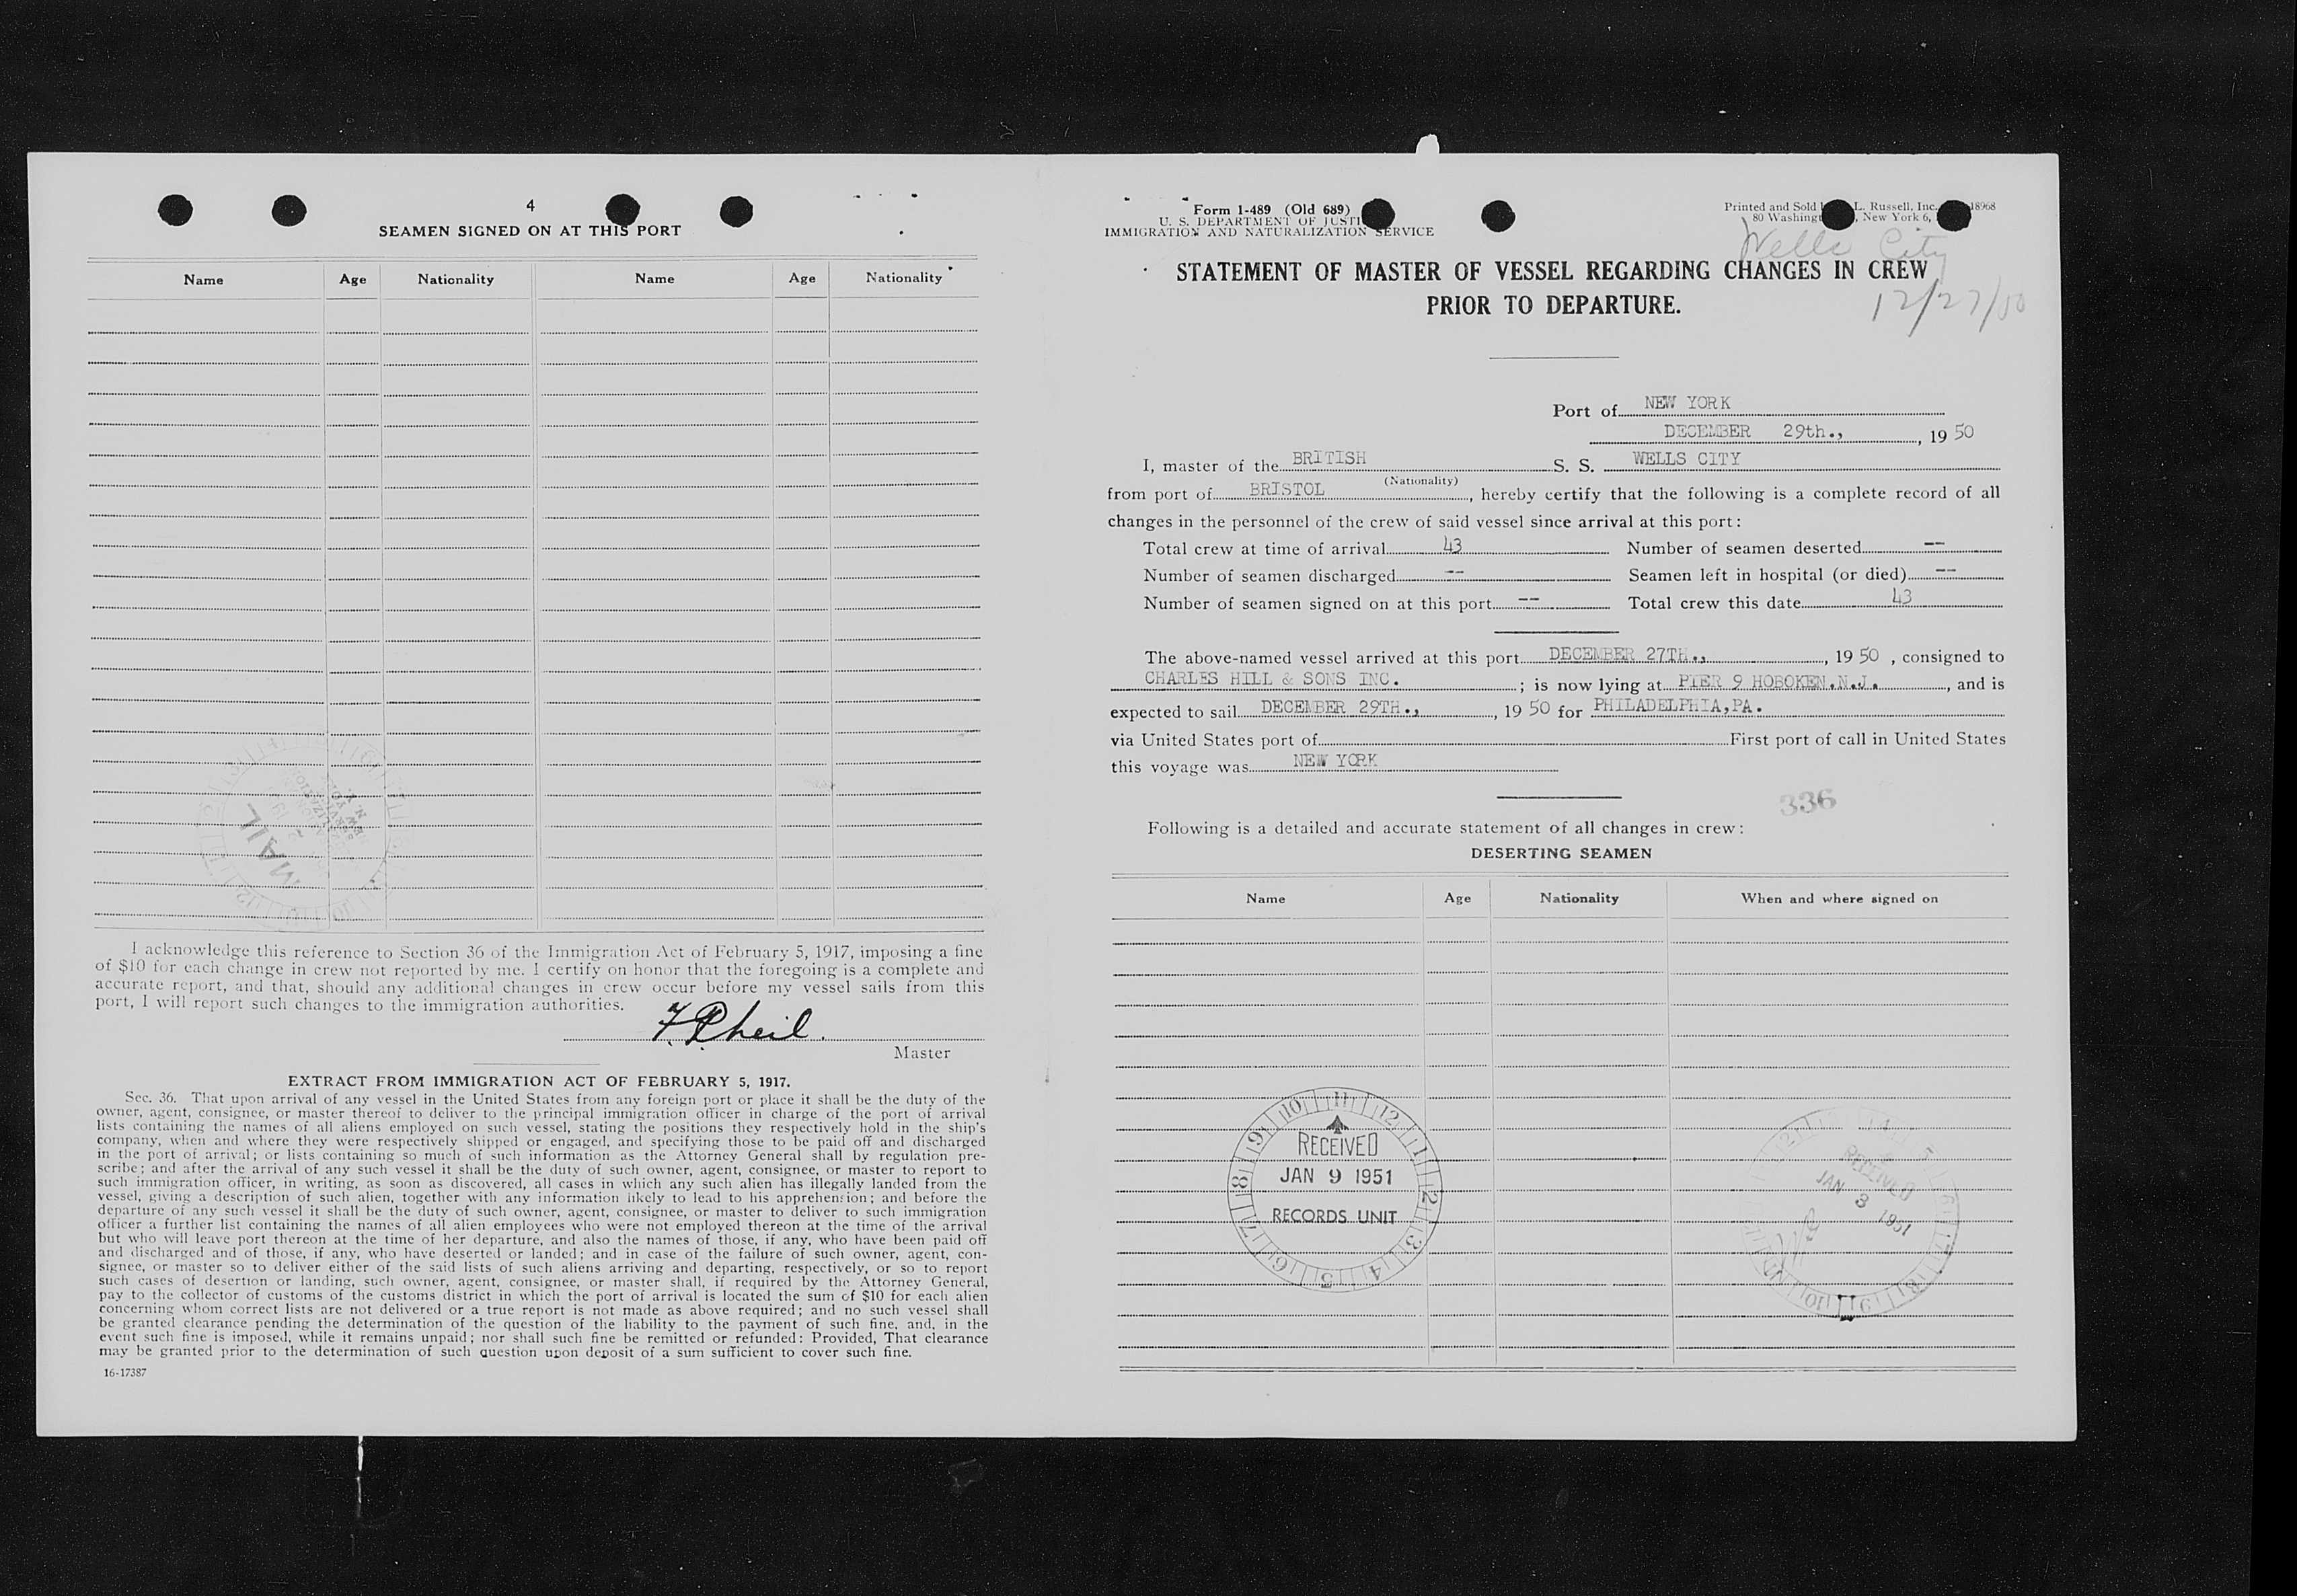 4
SEAMEN SIGNED ON AT THIS PORT
Name Age Nationality Name Age Nationality
MAIL
I acknowledge this reference to Section 36 of the Immigration Act of February 5, 1917, imposing a fine
of $10 for each change in crew not reported by me. I certify on honor that the foregoing is a complete and
accurate report, and that, should any additional changes in crew occur before my vessel sails from this
port, I will report such changes to the immigration authorities.
Master
EXTRACT FROM IMMIGRATION ACT OF FEBRUARY 5, 1917.
Sec. 36. That upon arrival of any vessel in the United States from any foreign port or place it shall be the duty of the
owner, agent, consignee, or master thereof to deliver to the principal immigration officer in charge of the port of arrival
lists containing the names of all aliens employed on such vessel, stating the positions they respectively hold in the ship's
company, when and where they were respectively shipped or engaged, and specifying those to be paid off and discharged
in the port of arrival; or lists containing so much of such information as the Attorney General shall by regulation pre-
scribe; and after the arrival of any such vessel it shall be the duty of such owner, agent, consignee, or master to report to
such immigration officer, in writing, as soon as discovered, all cases in which any such alien has illegally landed from the
vessel, giving a description of such alien, together with any information likely to lead to his apprehension; and before the
departure of any such vessel it shall be the duty of such owner, agent, consignee, or master to deliver to such immigration
officer a further list containing the names of all alien employees who were not employed thereon at the time of the arrival
but who will leave port thereon at the time of her departure, and also the names of those, if any, who have been paid off
and discharged and of those, if any, who have deserted or landed; and in case of the failure of such owner, agent, con-
signee, or master so to deliver either of the said lists of such aliens arriving and departing, respectively, or so to report
such cases of desertion or landing, such owner, agent, consignee, or master shall, if required by the Attorney General,
pay to the collector of customs of the customs district in which the port of arrival is located the sum of $10 for each alien
concerning whom correct lists are not delivered or a true report is not made as above required; and no such vessel shall
be granted clearance pending the determination of the question of the liability to the payment of such fine, and, in the
event such fine is imposed, while it remains unpaid; nor shall such fine be remitted or refunded: Provided, That clearance
may be granted prior to the determination of such question upon deposit of a sum sufficient to cover such fine.
16-17387
Form 1-489 (Old 689)
U. S. DEPARTMENT OF JUSTI
IMMIGRATION AND NATURALIZATION SERVICE
Printed and Sold L. Russell, Inc. 18968
80 Washingt , New York 6,
Wells City
STATEMENT OF MASTER OF VESSEL REGARDING CHANGES IN CREW
PRIOR TO DEPARTURE.
12/27/50
Port of NEW YORK
DECEMBER 29th., , 19 50
I, master of the BRITISH S. S. WELLS CITY
(Nationality)
from port of BRISTOL , hereby certify that the following is a complete record of all
changes in the personnel of the crew of said vessel since arrival at this port:
Total crew at time of arrival 43 Number of seamen deserted --
Number of seamen discharged -- Seamen left in hospital (or died) --
Number of seamen signed on at this port -- Total crew this date 43
The above-named vessel arrived at this port DECEMBER 27TH., , 19 50 , consigned to
CHARLES HILL & SONS INC. ; is now lying at PIER 9 HOBOKEN.N.J. , and is
expected to sail DECEMBER 29TH., , 19 50 for PHILADELPHIA,PA.
via United States port of First port of call in United States
this voyage was NEW YORK
336
Following is a detailed and accurate statement of all changes in crew:
DESERTING SEAMEN
Name Age Nationality When and where signed on
10 11 12 1 2 3 4 5 6 7 8 9
RECEIVED
JAN 9 1951
RECORDS UNIT
RECEIVED
JAN 3 1951